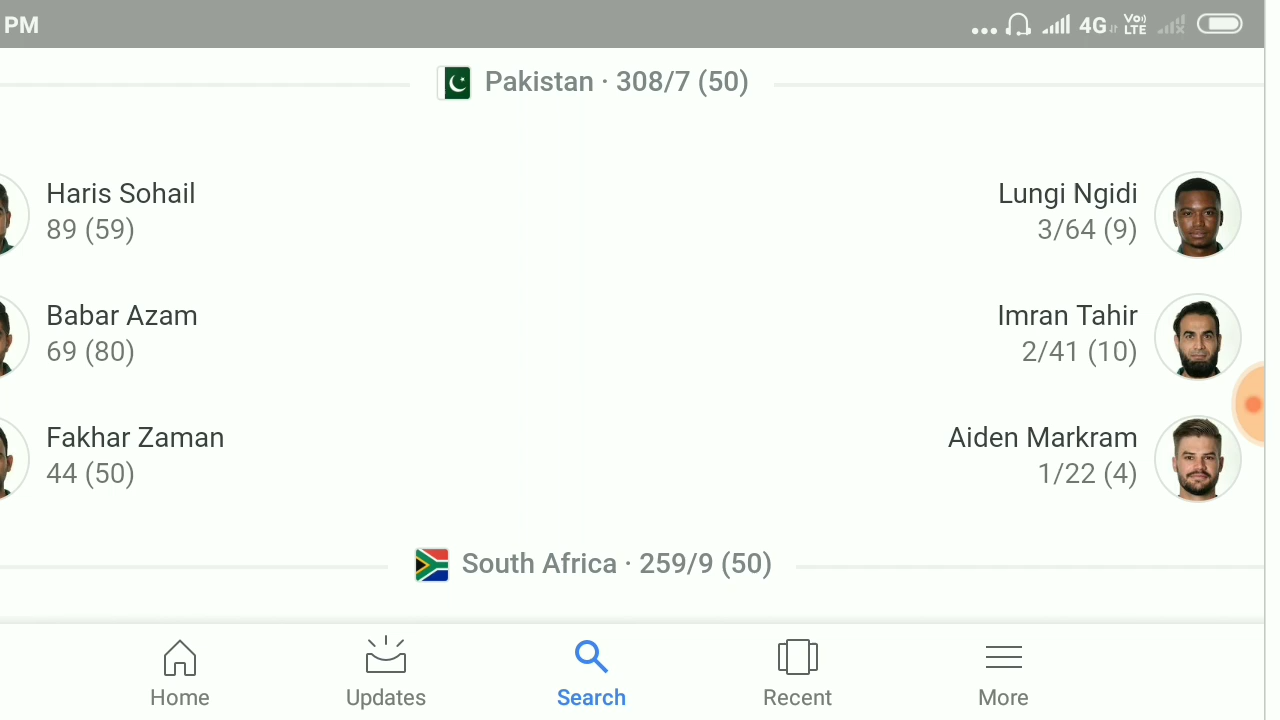 PM 4G Vo)) LTE
Pakistan · 308/7 (50)
Haris Sohail Lungi Ngidi
89 (59) 3/64 (9)
Babar Azam Imran Tahir
69 (80) 2/41 (10)
Fakhar Zaman Aiden Markram
44 (50) 1/22 (4)
South Africa · 259/9 (50)
Home Updates Search Recent More